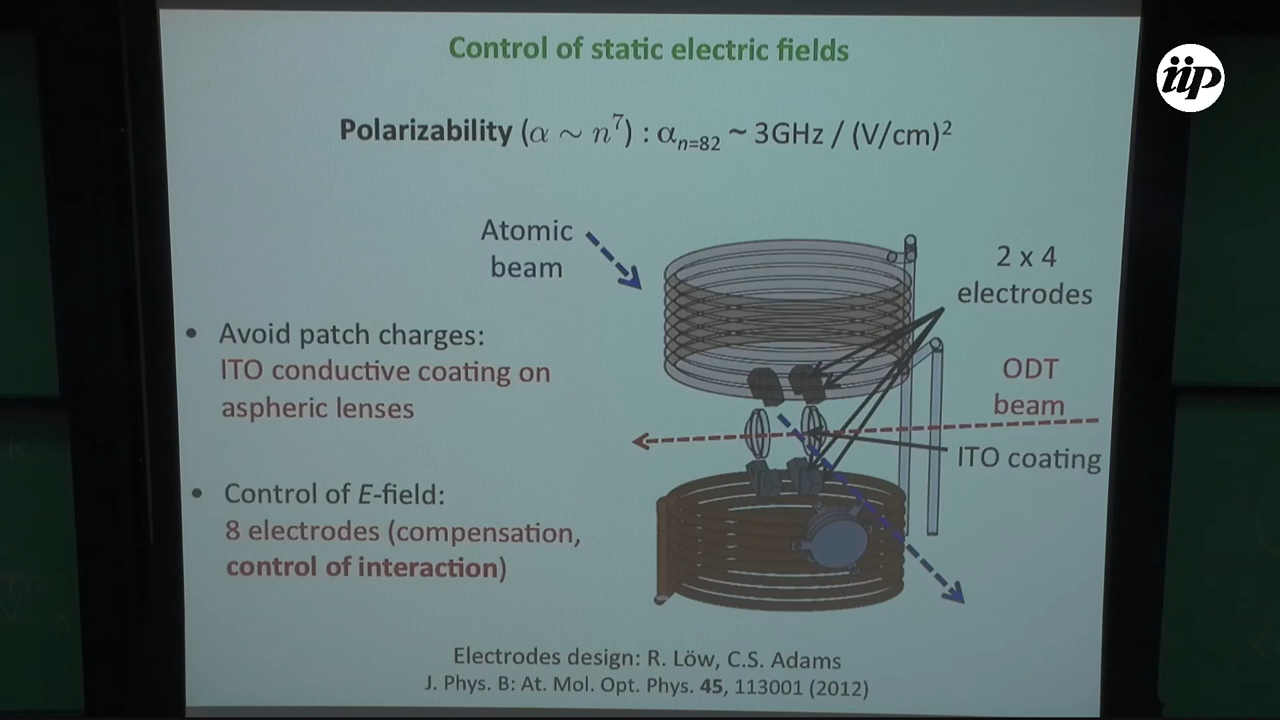 Control of static electric fields
iip
Polarizability (α ~ n⁷) : αₙ₌₈₂ ~ 3GHz / (V/cm)²
Atomic
beam
2 x 4
electrodes
• Avoid patch charges:
ITO conductive coating on
aspheric lenses
ODT
beam
ITO coating
• Control of E-field:
8 electrodes (compensation,
control of interaction)
Electrodes design: R. Löw, C.S. Adams
J. Phys. B: At. Mol. Opt. Phys. 45, 113001 (2012)